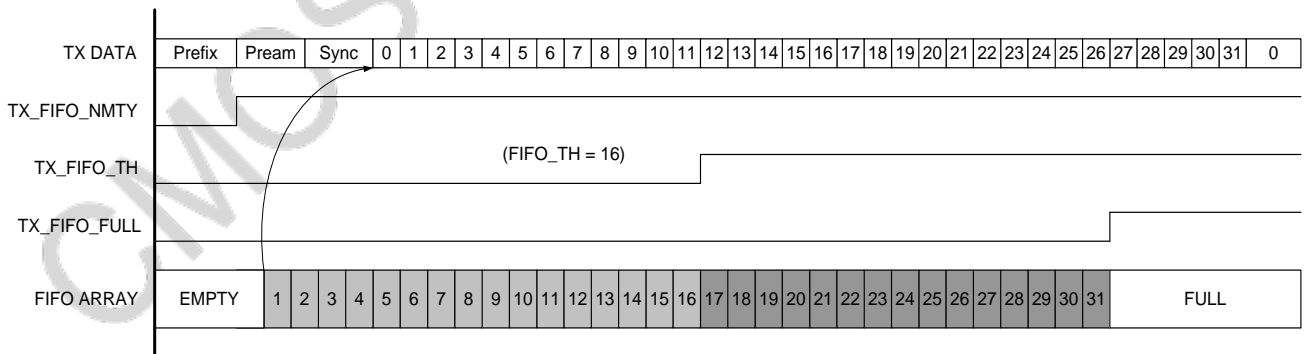 TX DATA Prefix Pream Sync 0 1 2 3 4 5 6 7 8 9 10 11 12 13 14 15 16 17 18 19 20 21 22 23 24 25 26 27 28 29 30 31 0
TX_FIFO_NMTY
(FIFO_TH = 16)
TX_FIFO_TH
TX_FIFO_FULL
FIFO ARRAY EMPTY 1 2 3 4 5 6 7 8 9 10 11 12 13 14 15 16 17 18 19 20 21 22 23 24 25 26 27 28 29 30 31 FULL
CMOS